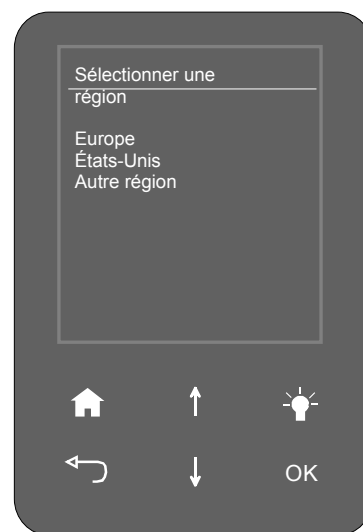 Sélectionner une
région
Europe
États-Unis
Autre région
OK